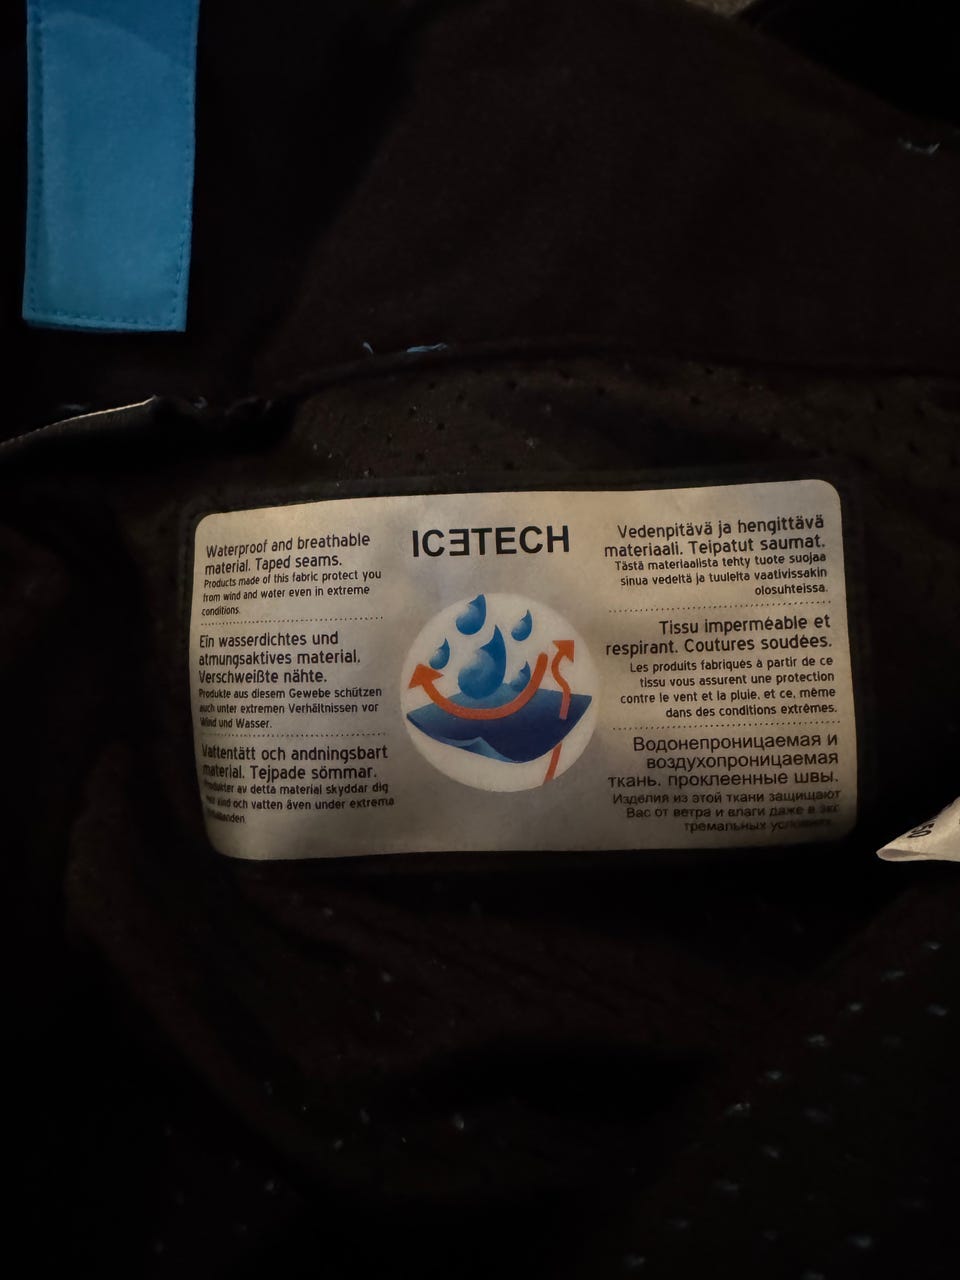 ICƎTECH
Waterproof and breathable
material. Taped seams.
Products made of this fabric protect you
from wind and water even in extreme
conditions.
Ein wasserdichtes und
atmungsaktives material.
Verschweißte nähte.
Produkte aus diesem Gewebe schützen
auch unter extremen Verhältnissen vor
Wind und Wasser.
Vattentätt och andningsbart
material. Tejpade sömmar.
Produkter av detta material skyddar dig
vind och vatten även under extrema
Vedenpitävä ja hengittävä
materiaali. Teipatut saumat.
Tästä materiaalista tehty tuote suojaa
sinua vedeltä ja tuulelta vaativissakin
olosuhteissa.
Tissu imperméable et
respirant. Coutures soudées.
Les produits fabriqués à partir de ce
tissu vous assurent une protection
contre le vent et la pluie, et ce, même
dans des conditions extrêmes.
Водонепроницаемая и
воздухопроницаемая
ткань, проклеенные швы.
Изделия из этой ткани защищают
Вас от ветра и влаги даже в экс
тремальных условиях.